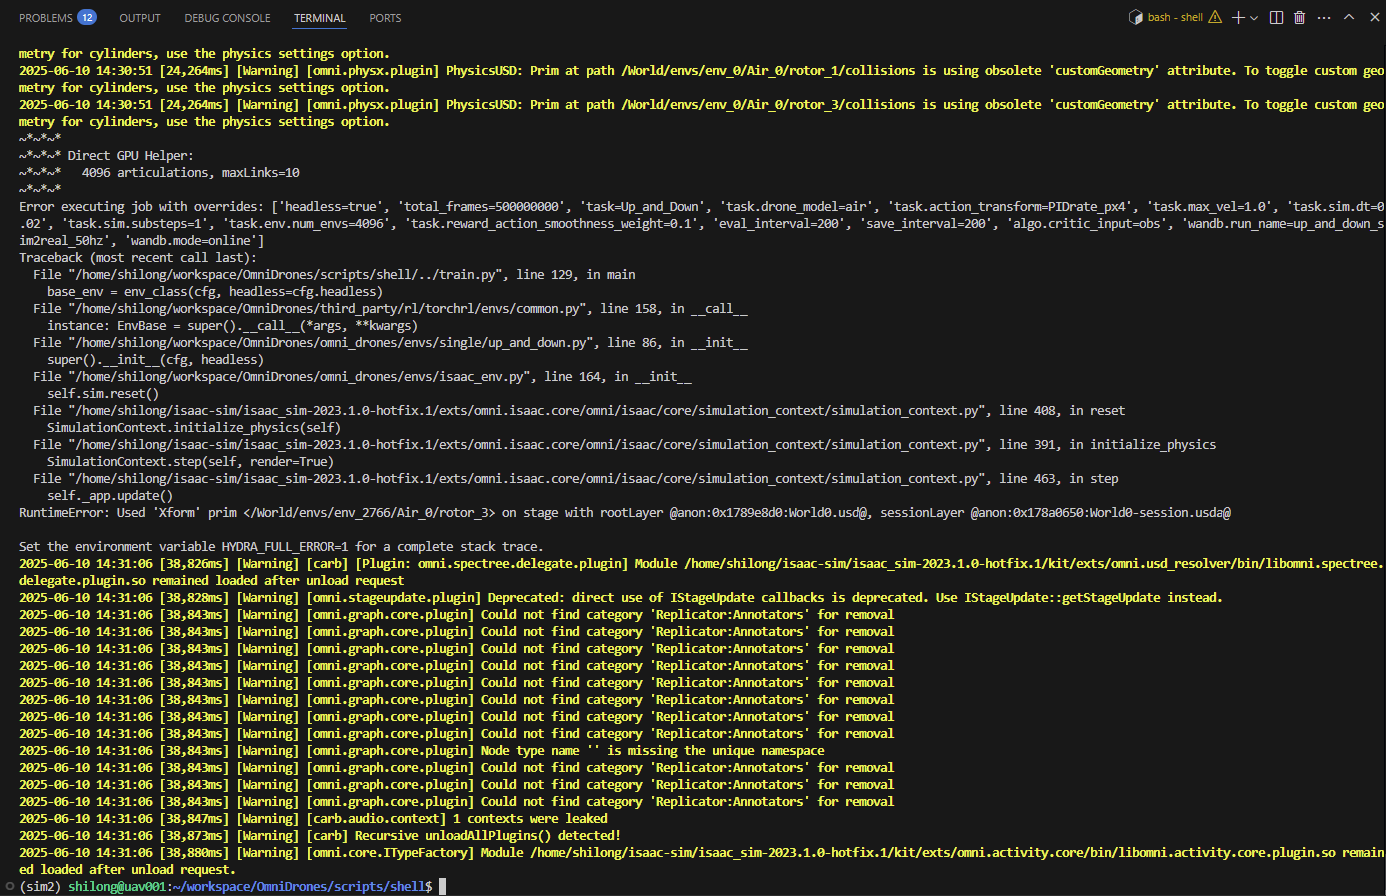 PROBLEMS 12 OUTPUT DEBUG CONSOLE TERMINAL PORTS bash - shell
metry for cylinders, use the physics settings option.
2025-06-10 14:30:51 [24,264ms] [Warning] [omni.physx.plugin] PhysicsUSD: Prim at path /World/envs/env_0/Air_0/rotor_1/collisions is using obsolete 'customGeometry' attribute. To toggle custom geo
metry for cylinders, use the physics settings option.
2025-06-10 14:30:51 [24,264ms] [Warning] [omni.physx.plugin] PhysicsUSD: Prim at path /World/envs/env_0/Air_0/rotor_3/collisions is using obsolete 'customGeometry' attribute. To toggle custom geo
metry for cylinders, use the physics settings option.
~*~*~*
~*~*~* Direct GPU Helper:
~*~*~*   4096 articulations, maxLinks=10
~*~*~*
Error executing job with overrides: ['headless=true', 'total_frames=500000000', 'task=Up_and_Down', 'task.drone_model=air', 'task.action_transform=PIDrate_px4', 'task.max_vel=1.0', 'task.sim.dt=0
.02', 'task.sim.substeps=1', 'task.env.num_envs=4096', 'task.reward_action_smoothness_weight=0.1', 'eval_interval=200', 'save_interval=200', 'algo.critic_input=obs', 'wandb.run_name=up_and_down_s
im2real_50hz', 'wandb.mode=online']
Traceback (most recent call last):
  File "/home/shilong/workspace/OmniDrones/scripts/shell/../train.py", line 129, in main
    base_env = env_class(cfg, headless=cfg.headless)
  File "/home/shilong/workspace/OmniDrones/third_party/rl/torchrl/envs/common.py", line 158, in __call__
    instance: EnvBase = super().__call__(*args, **kwargs)
  File "/home/shilong/workspace/OmniDrones/omni_drones/envs/single/up_and_down.py", line 86, in __init__
    super().__init__(cfg, headless)
  File "/home/shilong/workspace/OmniDrones/omni_drones/envs/isaac_env.py", line 164, in __init__
    self.sim.reset()
  File "/home/shilong/isaac-sim/isaac_sim-2023.1.0-hotfix.1/exts/omni.isaac.core/omni/isaac/core/simulation_context/simulation_context.py", line 408, in reset
    SimulationContext.initialize_physics(self)
  File "/home/shilong/isaac-sim/isaac_sim-2023.1.0-hotfix.1/exts/omni.isaac.core/omni/isaac/core/simulation_context/simulation_context.py", line 391, in initialize_physics
    SimulationContext.step(self, render=True)
  File "/home/shilong/isaac-sim/isaac_sim-2023.1.0-hotfix.1/exts/omni.isaac.core/omni/isaac/core/simulation_context/simulation_context.py", line 463, in step
    self._app.update()
RuntimeError: Used 'Xform' prim </World/envs/env_2766/Air_0/rotor_3> on stage with rootLayer @anon:0x1789e8d0:World0.usd@, sessionLayer @anon:0x178a0650:World0-session.usda@

Set the environment variable HYDRA_FULL_ERROR=1 for a complete stack trace.
2025-06-10 14:31:06 [38,826ms] [Warning] [carb] [Plugin: omni.spectree.delegate.plugin] Module /home/shilong/isaac-sim/isaac_sim-2023.1.0-hotfix.1/kit/exts/omni.usd_resolver/bin/libomni.spectree.
delegate.plugin.so remained loaded after unload request
2025-06-10 14:31:06 [38,828ms] [Warning] [omni.stageupdate.plugin] Deprecated: direct use of IStageUpdate callbacks is deprecated. Use IStageUpdate::getStageUpdate instead.
2025-06-10 14:31:06 [38,843ms] [Warning] [omni.graph.core.plugin] Could not find category 'Replicator:Annotators' for removal
2025-06-10 14:31:06 [38,843ms] [Warning] [omni.graph.core.plugin] Could not find category 'Replicator:Annotators' for removal
2025-06-10 14:31:06 [38,843ms] [Warning] [omni.graph.core.plugin] Could not find category 'Replicator:Annotators' for removal
2025-06-10 14:31:06 [38,843ms] [Warning] [omni.graph.core.plugin] Could not find category 'Replicator:Annotators' for removal
2025-06-10 14:31:06 [38,843ms] [Warning] [omni.graph.core.plugin] Could not find category 'Replicator:Annotators' for removal
2025-06-10 14:31:06 [38,843ms] [Warning] [omni.graph.core.plugin] Could not find category 'Replicator:Annotators' for removal
2025-06-10 14:31:06 [38,843ms] [Warning] [omni.graph.core.plugin] Could not find category 'Replicator:Annotators' for removal
2025-06-10 14:31:06 [38,843ms] [Warning] [omni.graph.core.plugin] Could not find category 'Replicator:Annotators' for removal
2025-06-10 14:31:06 [38,843ms] [Warning] [omni.graph.core.plugin] Node type name '' is missing the unique namespace
2025-06-10 14:31:06 [38,843ms] [Warning] [omni.graph.core.plugin] Could not find category 'Replicator:Annotators' for removal
2025-06-10 14:31:06 [38,843ms] [Warning] [omni.graph.core.plugin] Could not find category 'Replicator:Annotators' for removal
2025-06-10 14:31:06 [38,843ms] [Warning] [omni.graph.core.plugin] Could not find category 'Replicator:Annotators' for removal
2025-06-10 14:31:06 [38,847ms] [Warning] [carb.audio.context] 1 contexts were leaked
2025-06-10 14:31:06 [38,873ms] [Warning] [carb] Recursive unloadAllPlugins() detected!
2025-06-10 14:31:06 [38,880ms] [Warning] [omni.core.ITypeFactory] Module /home/shilong/isaac-sim/isaac_sim-2023.1.0-hotfix.1/kit/exts/omni.activity.core/bin/libomni.activity.core.plugin.so remain
ed loaded after unload request.
(sim2) shilong@uav001:~/workspace/OmniDrones/scripts/shell$